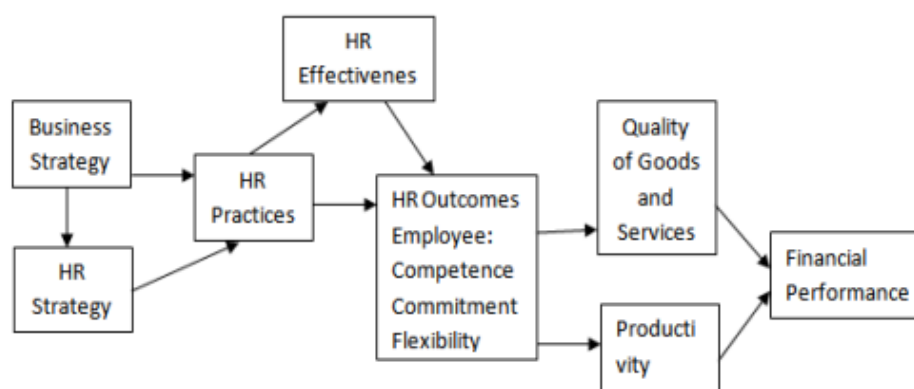 HR
Effectivenes
Business
Strategy
HR
Practices
HR
Strategy
HR Outcomes
Employee:
Competence
Commitment
Flexibility
Quality
of Goods
and
Services
Producti
vity
Financial
Performance